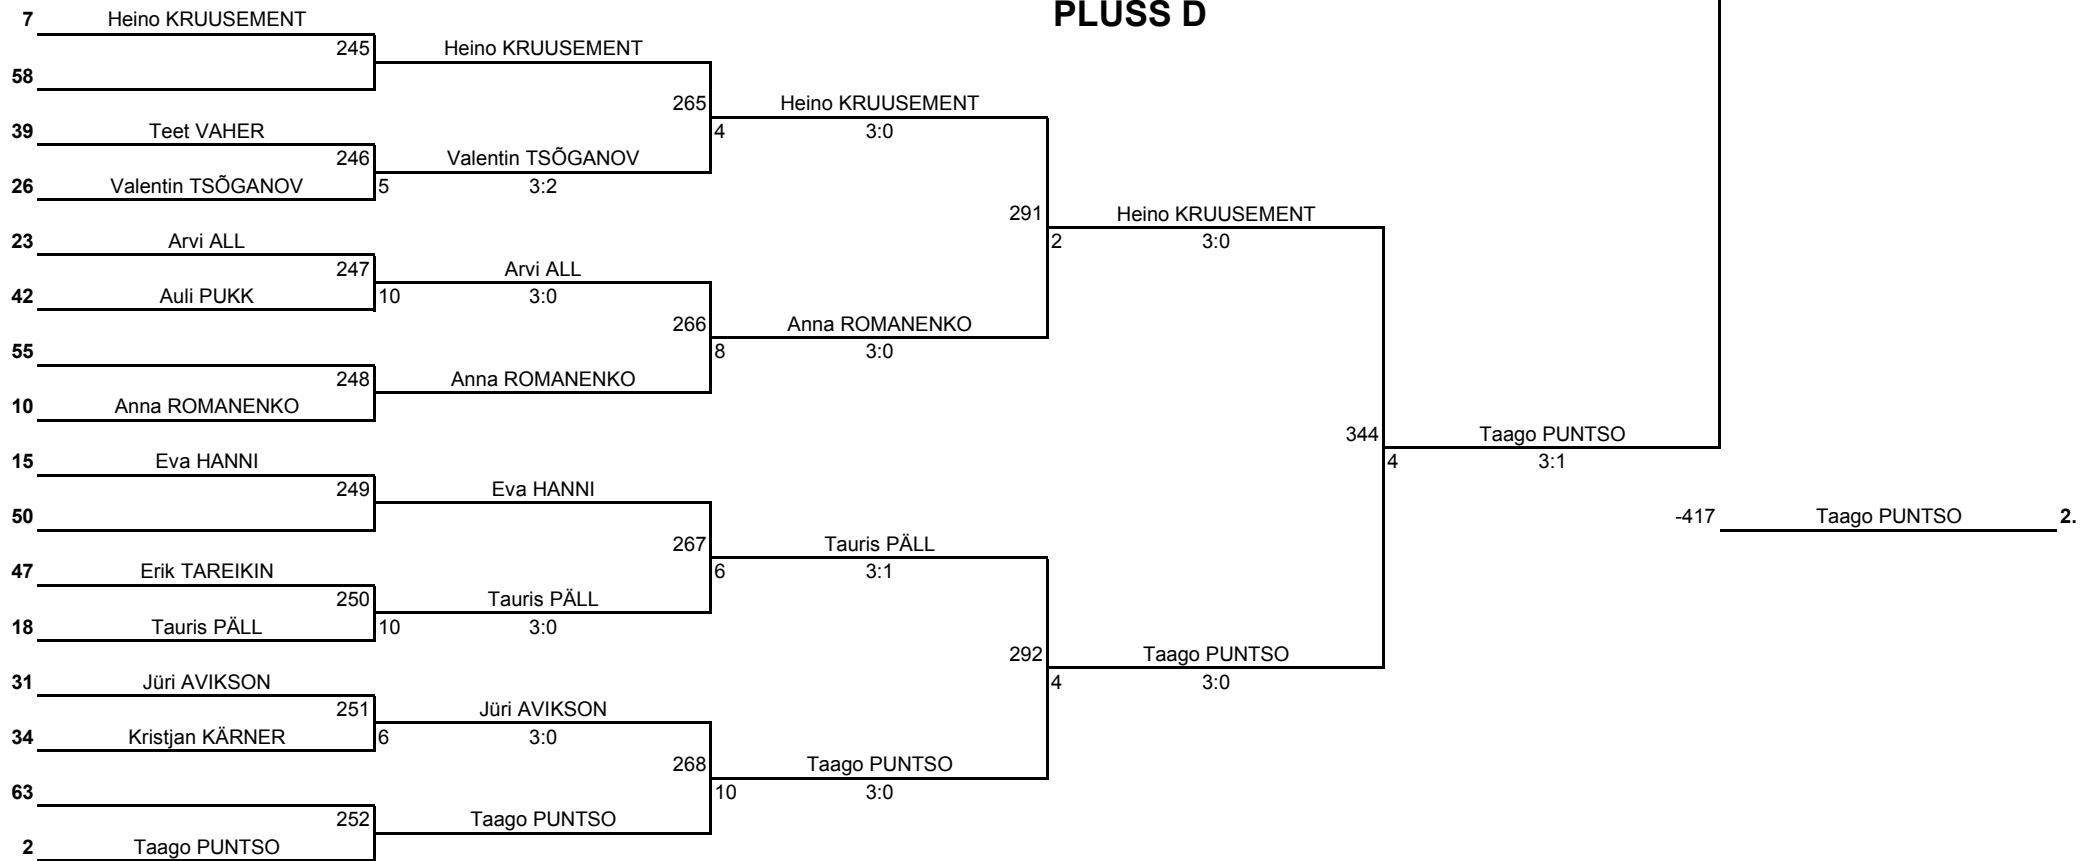 PLUSS D
7 Heino KRUUSEMENT
245 Heino KRUUSEMENT
58
265 Heino KRUUSEMENT
39 Teet VAHER 4 3:0
246 Valentin TSÕGANOV
26 Valentin TSÕGANOV 5 3:2
291 Heino KRUUSEMENT
23 Arvi ALL 2 3:0
247 Arvi ALL
42 Auli PUKK 10 3:0
266 Anna ROMANENKO
55 8 3:0
248 Anna ROMANENKO
10 Anna ROMANENKO
344 Taago PUNTSO
15 Eva HANNI 4 3:1
249 Eva HANNI
50 -417 Taago PUNTSO 2.
267 Tauris PÄLL
47 Erik TAREIKIN 6 3:1
250 Tauris PÄLL
18 Tauris PÄLL 10 3:0
292 Taago PUNTSO
31 Jüri AVIKSON 4 3:0
251 Jüri AVIKSON
34 Kristjan KÄRNER 6 3:0
268 Taago PUNTSO
63 10 3:0
252 Taago PUNTSO
2 Taago PUNTSO